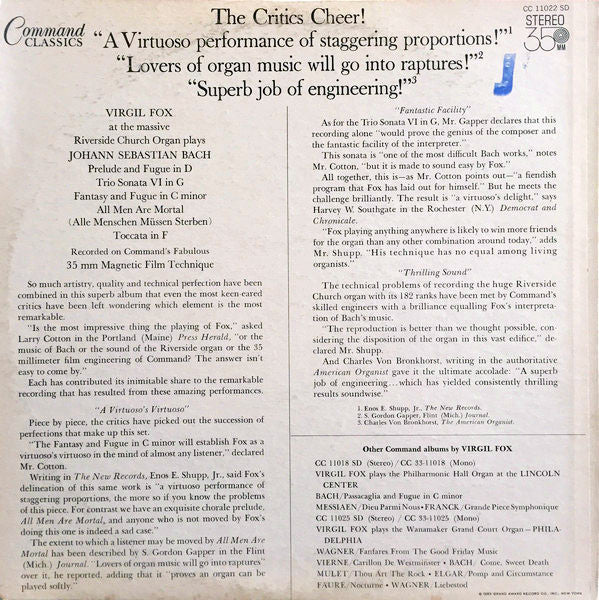 Command
CLASSICS
CC 11022 SD
STEREO
35
MM
The Critics Cheer!
“A Virtuoso performance of staggering proportions!”1
“Lovers of organ music will go into raptures!”2
“Superb job of engineering!”3
J
VIRGIL FOX
at the massive
Riverside Church Organ plays
JOHANN SEBASTIAN BACH
Prelude and Fugue in D
Trio Sonata VI in G
Fantasy and Fugue in C minor
All Men Are Mortal
(Alle Menschen Müssen Sterben)
Toccata in F
Recorded on Command's Fabulous
35 mm Magnetic Film Technique
So much artistry, quality and technical perfection have been
combined in this superb album that even the most keen-eared
critics have been left wondering which element is the most
remarkable.
"Is the most impressive thing the playing of Fox," asked
Larry Cotton in the Portland (Maine) Press Herald, "or the
music of Bach or the sound of the Riverside organ or the 35
millimeter film engineering of Command? The answer isn't
easy to come by."
Each has contributed its inimitable share to the remarkable
recording that has resulted from these amazing performances.
"A Virtuoso's Virtuoso"
Piece by piece, the critics have picked out the succession of
perfections that make up this set.
"The Fantasy and Fugue in C minor will establish Fox as a
virtuoso's virtuoso in the mind of almost any listener," declared
Mr. Cotton.
Writing in The New Records, Enos E. Shupp, Jr., said Fox's
delineation of this same work is "a virtuoso performance of
staggering proportions, the more so if you know the problems
of this piece. For contrast we have an exquisite chorale prelude,
All Men Are Mortal, and anyone who is not moved by Fox's
doing this one is indeed a sad case."
The extent to which a listener may be moved by All Men
Are Mortal has been described by S. Gordon Gapper in the Flint
(Mich.) Journal. "Lovers of organ music will go into raptures"
over it, he reported, adding that it "proves an organ can be
played softly."
"Fantastic Facility"
As for the Trio Sonata VI in G, Mr. Gapper declares that this
recording alone "would prove the genius of the composer and
the fantastic facility of the interpreter."
This sonata is "one of the most difficult Bach works," notes
Mr. Cotton, "but it is made to sound easy by Fox."
All together, this is—as Mr. Cotton points out—"a fiendish
program that Fox has laid out for himself." But he meets the
challenge brilliantly. The result is "a virtuoso's delight," says
Harvey W. Southgate in the Rochester (N.Y.) Democrat and
Chronicale.
"Fox playing anything anywhere is likely to win more friends
for the organ than any other combination around today," adds
Mr. Shupp. "His technique has no equal among living
organists."
"Thrilling Sound"
The technical problems of recording the huge Riverside
Church organ with its 182 ranks have been met by Command's
skilled engineers with a brilliance equalling Fox's interpreta-
tion of Bach's music.
"The reproduction is better than we thought possible, con-
sidering the disposition of the organ in this vast edifice," de-
clared Mr. Shupp.
And Charles Von Bronkhorst, writing in the authoritative
American Organist gave it the ultimate accolade: "A superb
job of engineering...which has yielded consistently thrilling
results soundwise."
1. Enos E. Shupp, Jr., The New Records.
2. S. Gordon Gapper, Flint (Mich.) Journal.
3. Charles Von Bronkhorst, The American Organist.
Other Command albums by VIRGIL FOX
CC 11018 SD (Stereo) / CC 33-11018 (Mono)
VIRGIL FOX plays the Philharmonic Hall Organ at the LINCOLN
CENTER
BACH/Passacaglia and Fugue in C minor
MESSIAEN/Dieu Parmi Nous • FRANCK/Grande Piece Symphonique
CC 11025 SD (Stereo) / CC 33-11025 (Mono)
VIRGIL FOX plays the Wanamaker Grand Court Organ—PHILA-
DELPHIA
WAGNER/Fanfares From The Good Friday Music
VIERNE/Carillon De Westminster • BACH/Come, Sweet Death
MULET/Thou Art The Rock • ELGAR/Pomp and Circumstance
FAURE/Nocturne • WAGNER/Liebestod
GRAND AWARD RECORD CO., INC., NEW YORK